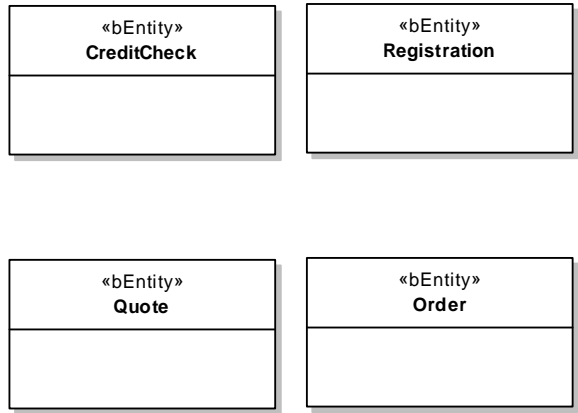 «bEntity»
CreditCheck
«bEntity»
Registration
«bEntity»
Quote
«bEntity»
Order